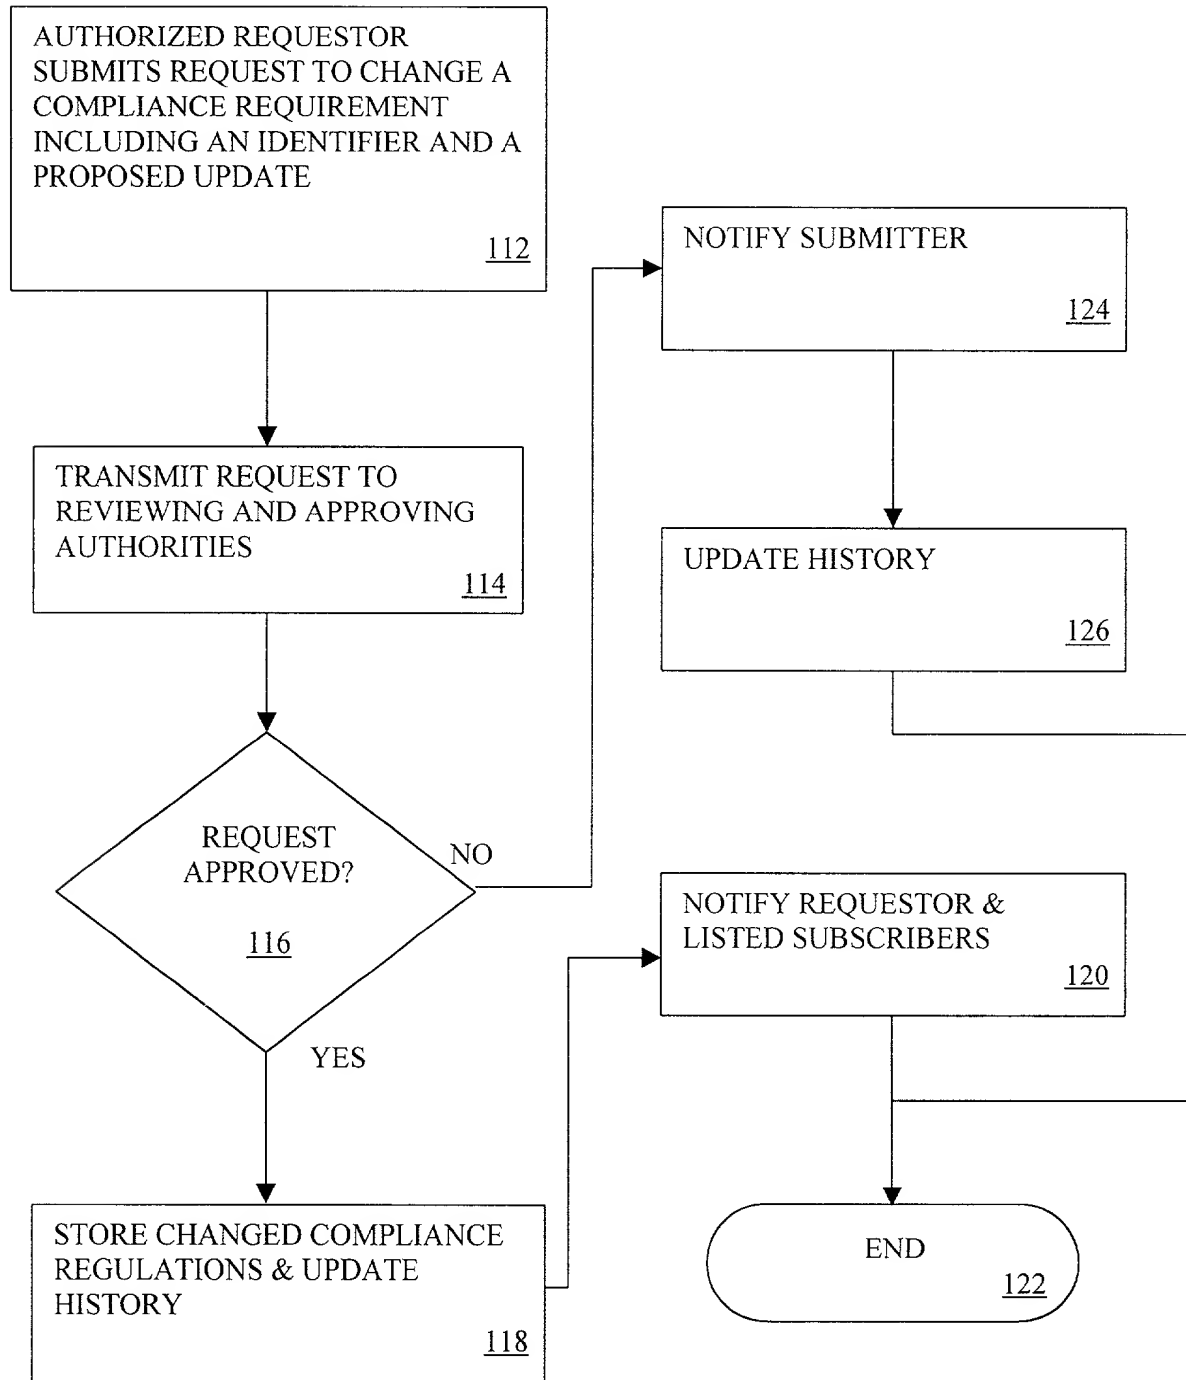 AUTHORIZED REQUESTOR
SUBMITS REQUEST TO CHANGE A
COMPLIANCE REQUIREMENT
INCLUDING AN IDENTIFIER AND A
PROPOSED UPDATE
112
TRANSMIT REQUEST TO
REVIEWING AND APPROVING
AUTHORITIES
114
REQUEST
APPROVED?
116
NO
YES
STORE CHANGED COMPLIANCE
REGULATIONS & UPDATE
HISTORY
118
NOTIFY SUBMITTER
124
UPDATE HISTORY
126
NOTIFY REQUESTOR &
LISTED SUBSCRIBERS
120
END
122